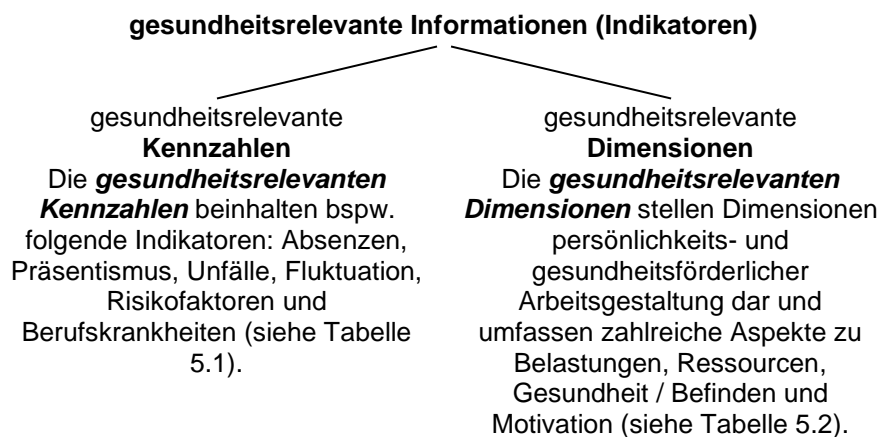 gesundheitsrelevante Informationen (Indikatoren)
gesundheitsrelevante
Kennzahlen
Die gesundheitsrelevanten
Kennzahlen beinhalten bspw.
folgende Indikatoren: Absenzen,
Präsentismus, Unfälle, Fluktuation,
Risikofaktoren und
Berufskrankheiten (siehe Tabelle
5.1).
gesundheitsrelevante
Dimensionen
Die gesundheitsrelevanten
Dimensionen stellen Dimensionen
persönlichkeits- und
gesundheitsförderlicher
Arbeitsgestaltung dar und
umfassen zahlreiche Aspekte zu
Belastungen, Ressourcen,
Gesundheit / Befinden und
Motivation (siehe Tabelle 5.2).